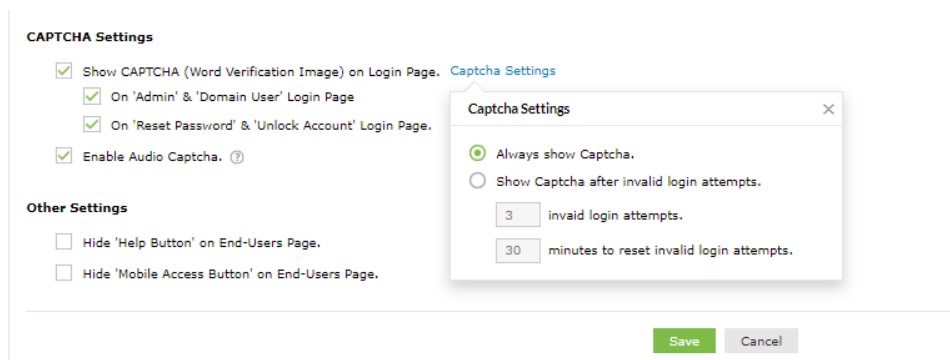 CAPTCHA Settings
Show CAPTCHA (Word Verification Image) on Login Page. Captcha Settings
On 'Admin' & 'Domain User' Login Page
On 'Reset Password' & 'Unlock Account' Login Page.
Enable Audio Captcha. ?
Captcha Settings ×
Always show Captcha.
Show Captcha after invalid login attempts.
3 invaid login attempts.
30 minutes to reset invalid login attempts.
Other Settings
Hide 'Help Button' on End-Users Page.
Hide 'Mobile Access Button' on End-Users Page.
Save Cancel